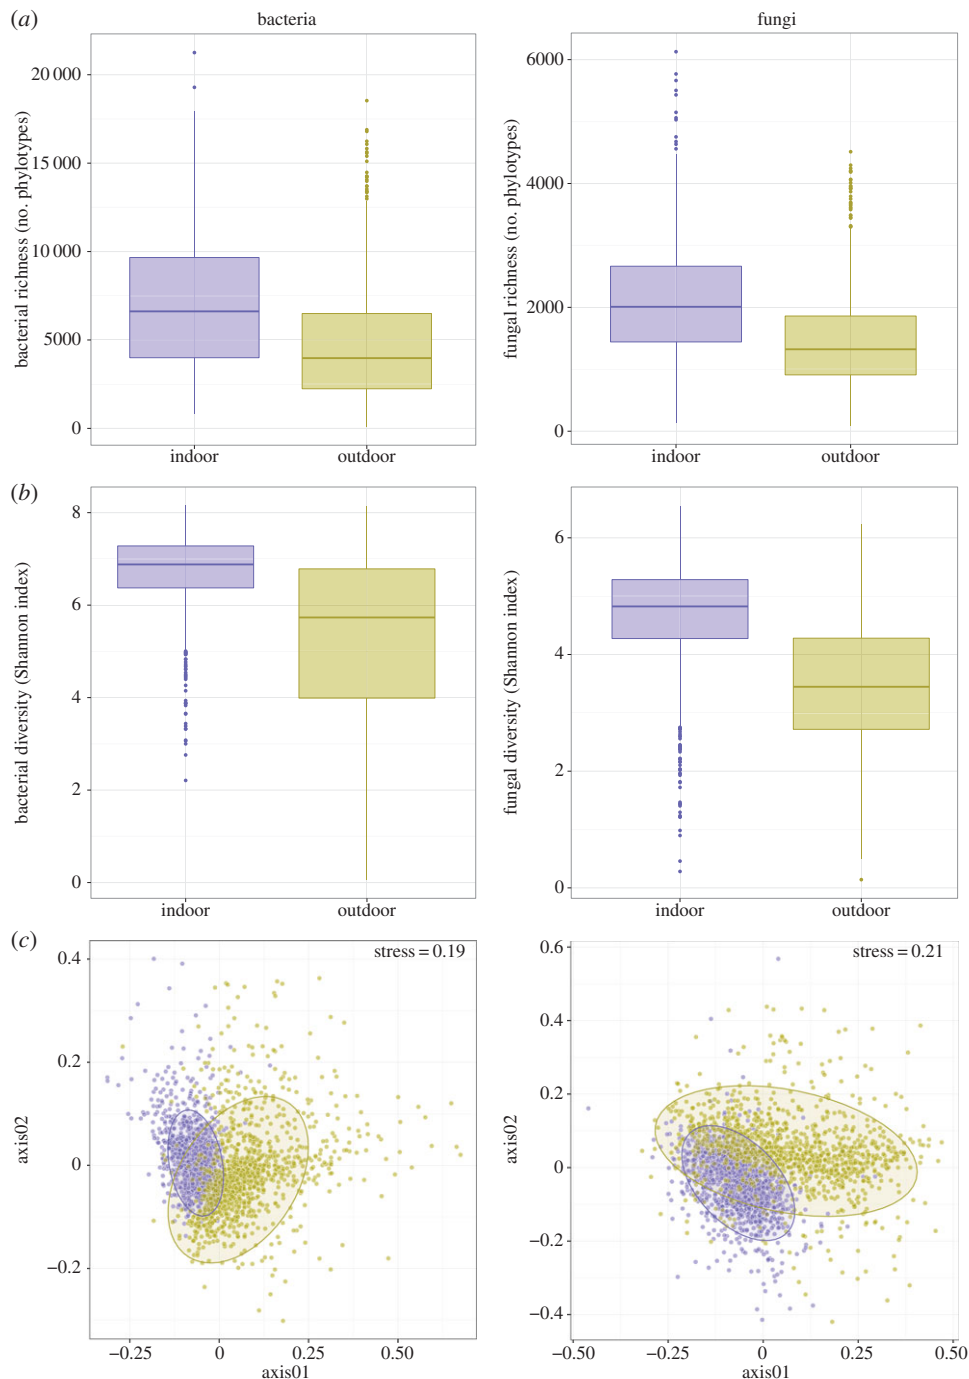 (a)
bacteria
fungi
bacterial richness (no. phylotypes)
20 000
15 000
10 000
5000
0
indoor
outdoor
fungal richness (no. phylotypes)
6000
4000
2000
0
indoor
outdoor
(b)
bacterial diversity (Shannon index)
8
6
4
2
0
indoor
outdoor
fungal diversity (Shannon index)
6
4
2
0
indoor
outdoor
(c)
stress = 0.19
axis02
0.4
0.2
0
−0.2
−0.25
0
0.25
0.50
axis01
stress = 0.21
axis02
0.6
0.4
0.2
0
−0.2
−0.4
−0.50
−0.25
0
0.25
0.50
axis01